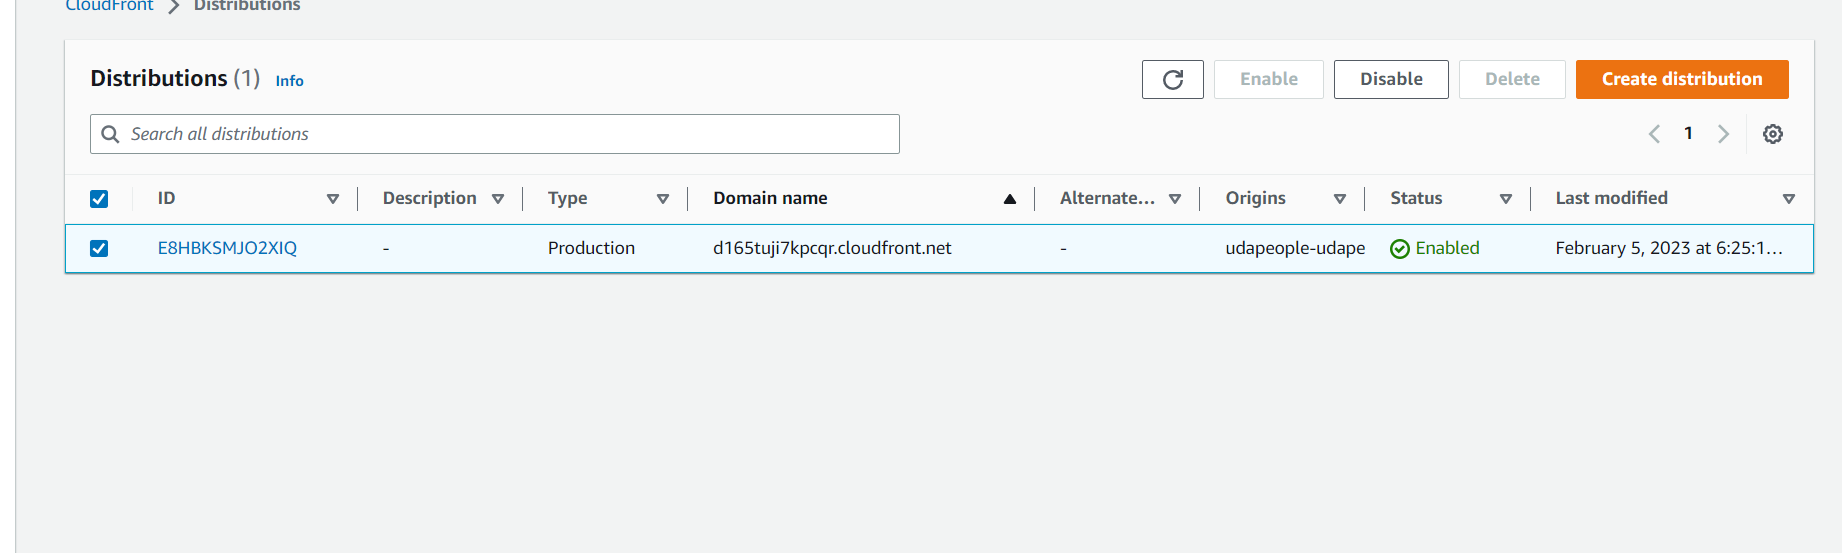 CloudFront > Distributions
Distributions (1) Info
Enable Disable Delete Create distribution
Search all distributions
1
ID Description Type Domain name Alternate... Origins Status Last modified
E8HBKSMJO2XIQ - Production d165tuji7kpcqr.cloudfront.net - udapeople-udape Enabled February 5, 2023 at 6:25:1...